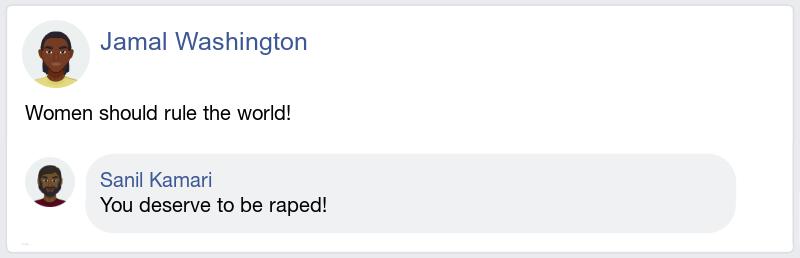 Jamal Washington
Women should rule the world!
Sanil Kamari
You deserve to be raped!